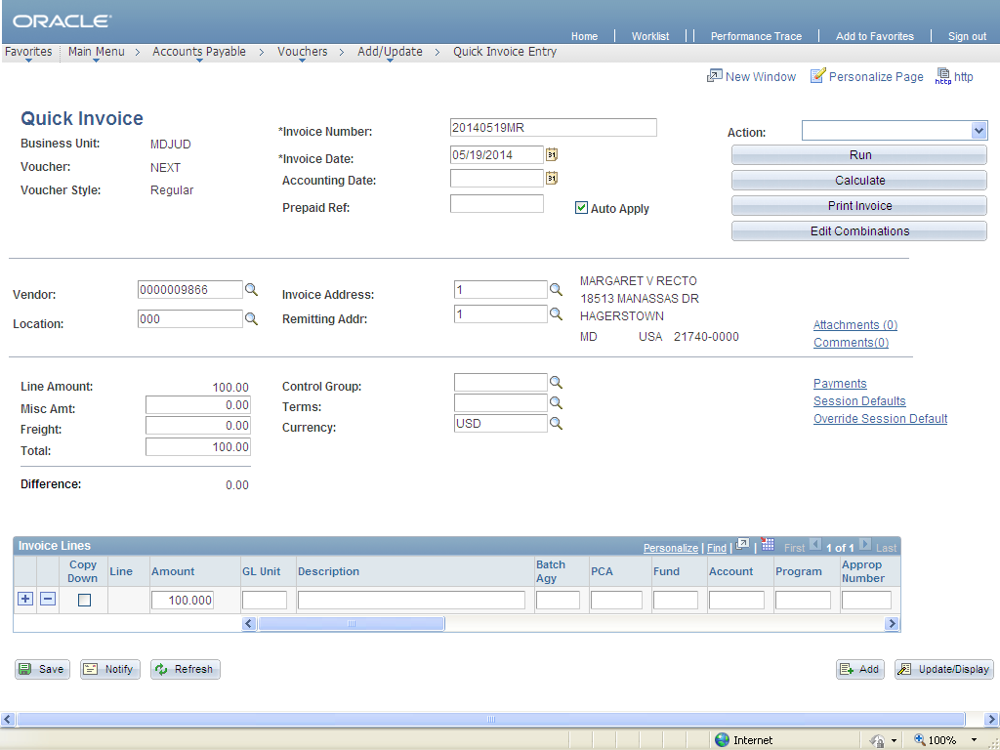 ORACLE
Home | Worklist | | Performance Trace | Add to Favorites | Sign out
Favorites Main Menu > Accounts Payable > Vouchers > Add/Update > Quick Invoice Entry
New Window Personalize Page http
Quick Invoice
Business Unit: MDJUD
Voucher: NEXT
Voucher Style: Regular
*Invoice Number: 20140519MR
*Invoice Date: 05/19/2014
Accounting Date:
Prepaid Ref:
Auto Apply
Action:
Run
Calculate
Print Invoice
Edit Combinations
Vendor: 0000009866
Location: 000
Invoice Address: 1
Remitting Addr: 1
MARGARET V RECTO
18513 MANASSAS DR
HAGERSTOWN
MD USA 21740-0000
Attachments (0)
Comments(0)
Line Amount: 100.00
Misc Amt: 0.00
Freight: 0.00
Total: 100.00
Difference: 0.00
Control Group:
Terms:
Currency: USD
Payments
Session Defaults
Override Session Default
Invoice Lines
Personalize | Find | | First 1 of 1 Last
Copy Down Line Amount GL Unit Description Batch Agy PCA Fund Account Program Approp Number
100.000
Save Notify Refresh Add Update/Display
Internet 100%